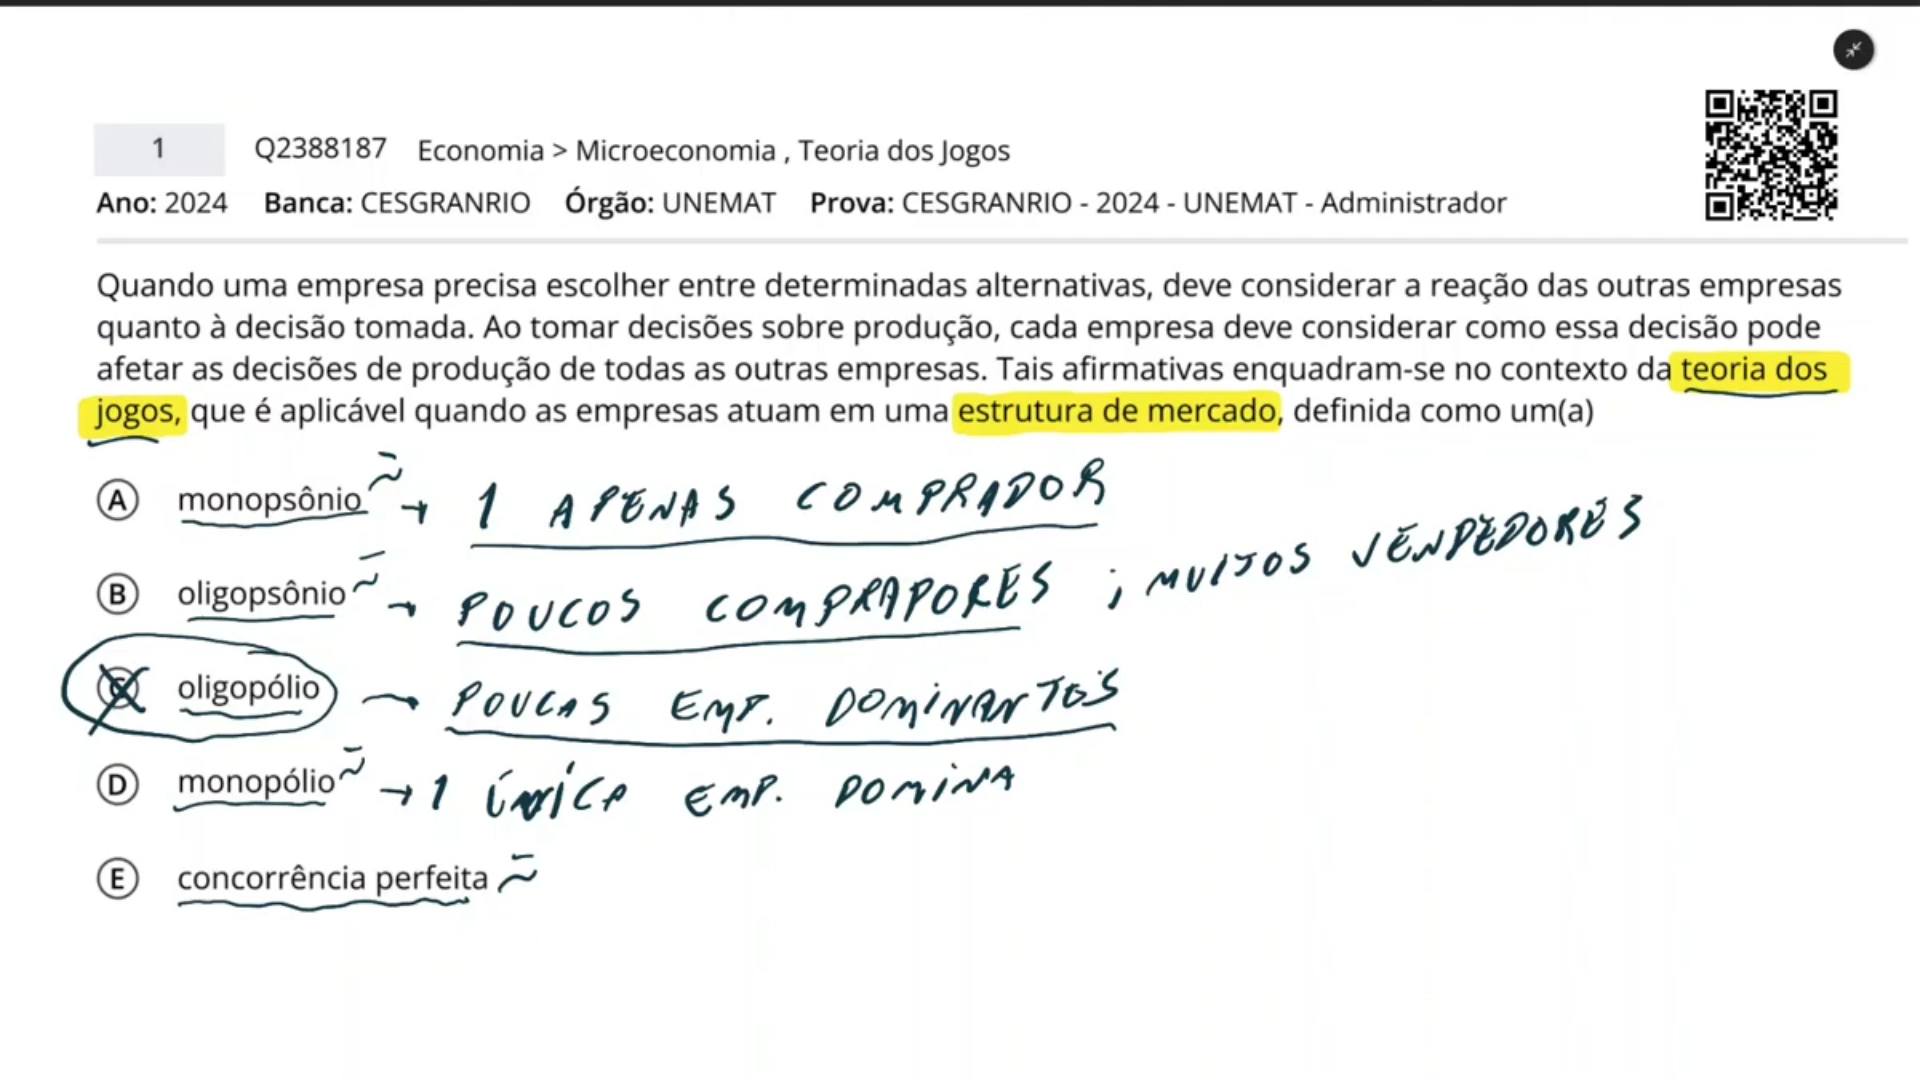 1 Q2388187 Economia > Microeconomia , Teoria dos Jogos
Ano: 2024 Banca: CESGRANRIO Órgão: UNEMAT Prova: CESGRANRIO - 2024 - UNEMAT - Administrador
Quando uma empresa precisa escolher entre determinadas alternativas, deve considerar a reação das outras empresas
quanto à decisão tomada. Ao tomar decisões sobre produção, cada empresa deve considerar como essa decisão pode
afetar as decisões de produção de todas as outras empresas. Tais afirmativas enquadram-se no contexto da teoria dos
jogos, que é aplicável quando as empresas atuam em uma estrutura de mercado, definida como um(a)
A monopsônio → 1 APENAS COMPRADOR
B oligopsônio → POUCOS COMPRADORES ; MUITOS VENDEDORES
C oligopólio → POUCAS EMP. DOMINANTES
D monopólio → 1 ÚNICA EMP. DOMINA
E concorrência perfeita